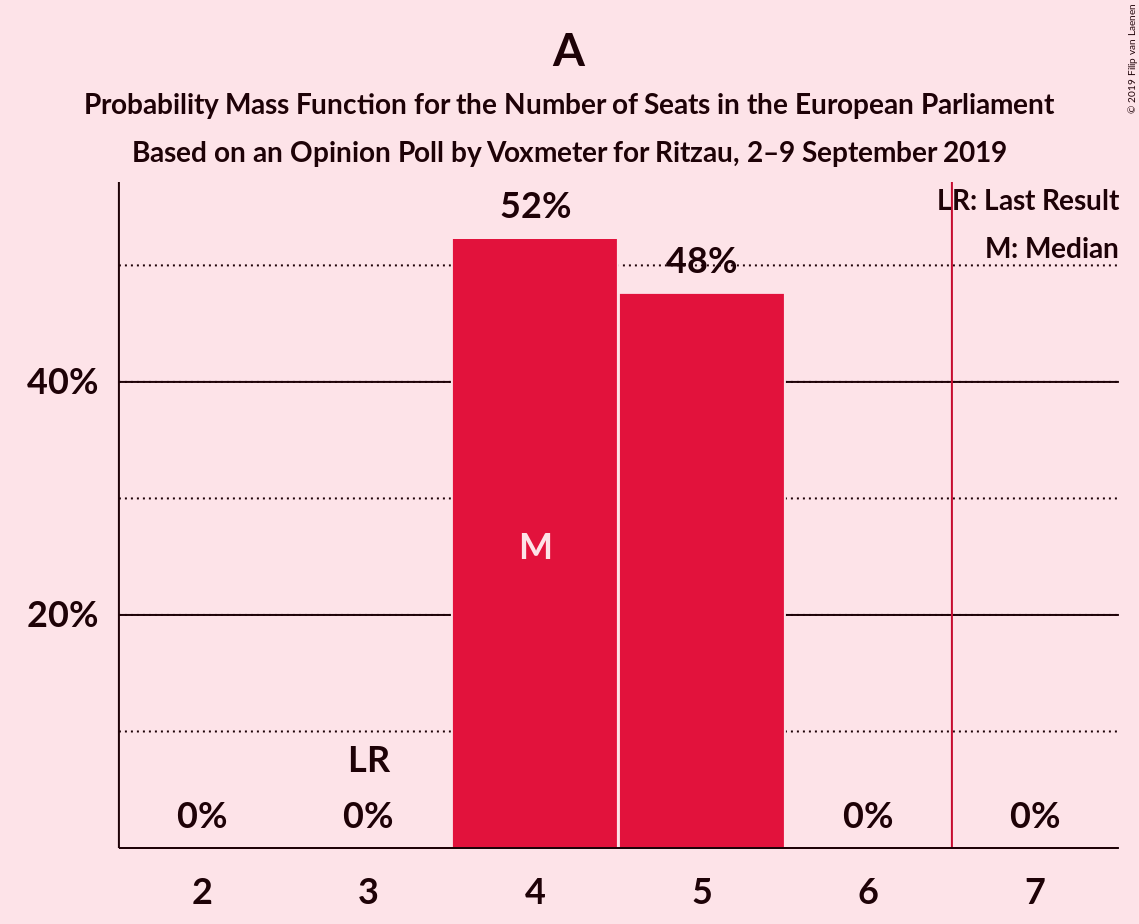 A
Probability Mass Function for the Number of Seats in the European Parliament
Based on an Opinion Poll by Voxmeter for Ritzau, 2–9 September 2019
© 2019 Filip van Laenen
LR: Last Result
M: Median
52%
48%
40%
M
20%
LR
0%
0%
0%
0%
2
3
4
5
6
7